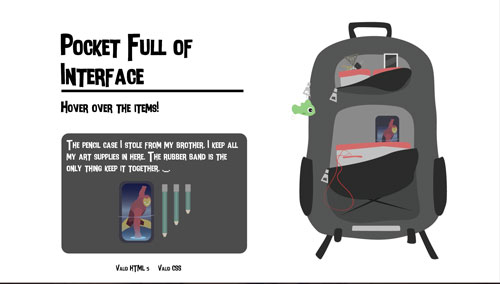 Pocket Full of
Interface
Hover over the items!
The pencil case I stole from my brother. I keep all
my art supplies in here. The rubber band is the
only thing keep it together. ._.
Valid HTML 5 Valid CSS